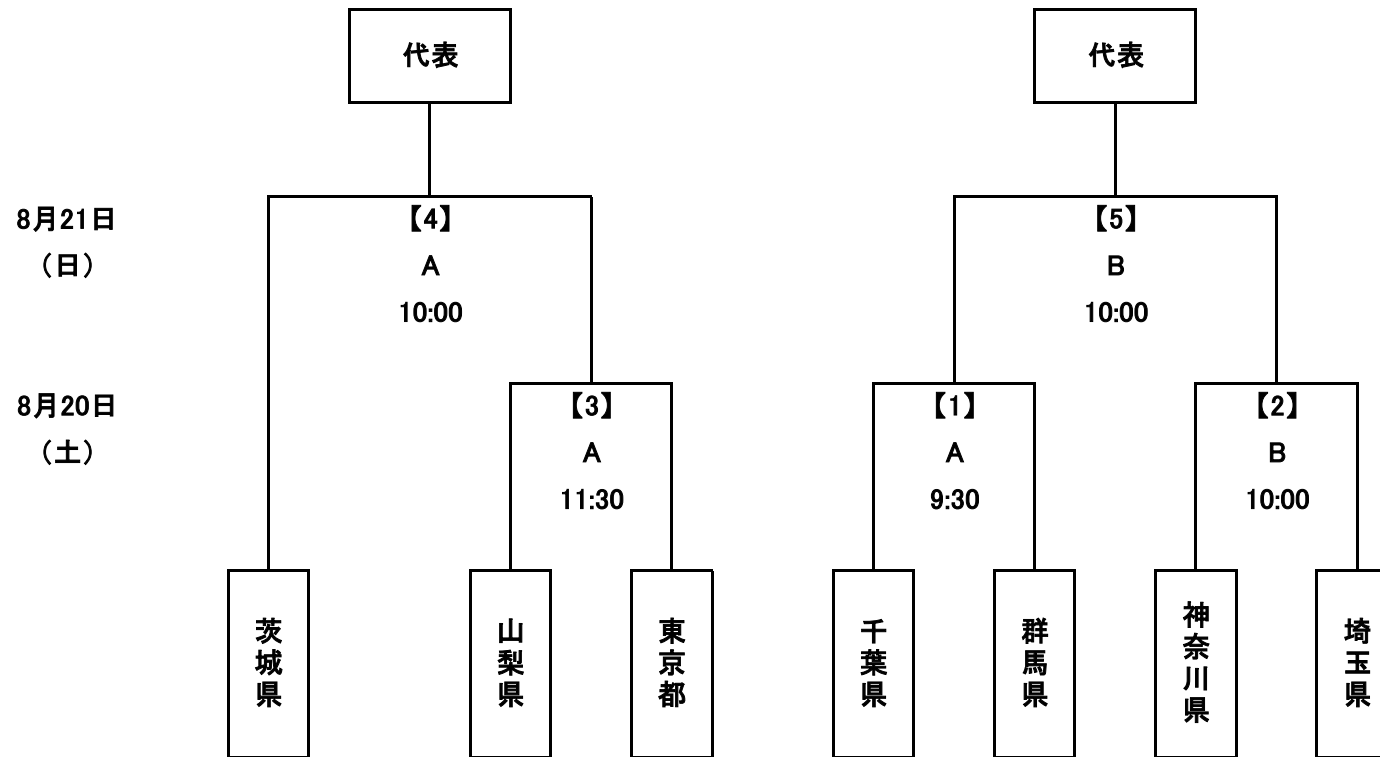 代表
代表
8月21日
（日）
【4】
A
10:00
【5】
B
10:00
8月20日
（土）
【3】
A
11:30
【1】
A
9:30
【2】
B
10:00
茨城県
山梨県
東京都
千葉県
群馬県
神奈川県
埼玉県